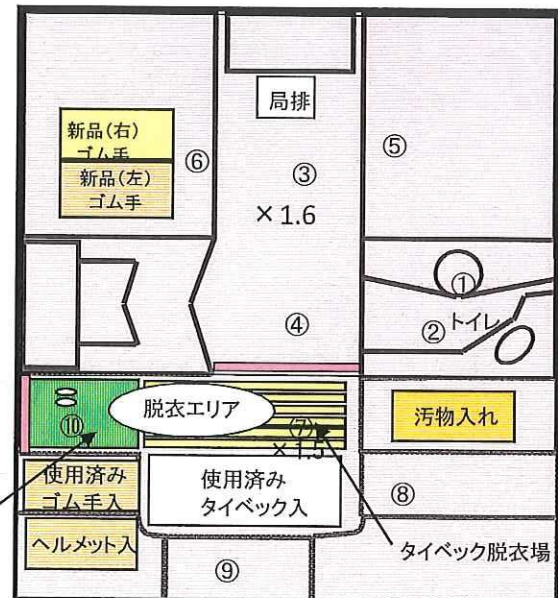 局排
新品(右)
ゴム手
新品(左)
ゴム手
⑥
③
⑤
×1.6
①
④
②
トイレ
脱衣エリア
⑩
⑦
×1.5
汚物入れ
使用済み
ゴム手入
使用済み
タイベック入
⑧
ヘルメット入
⑨
タイベック脱衣場